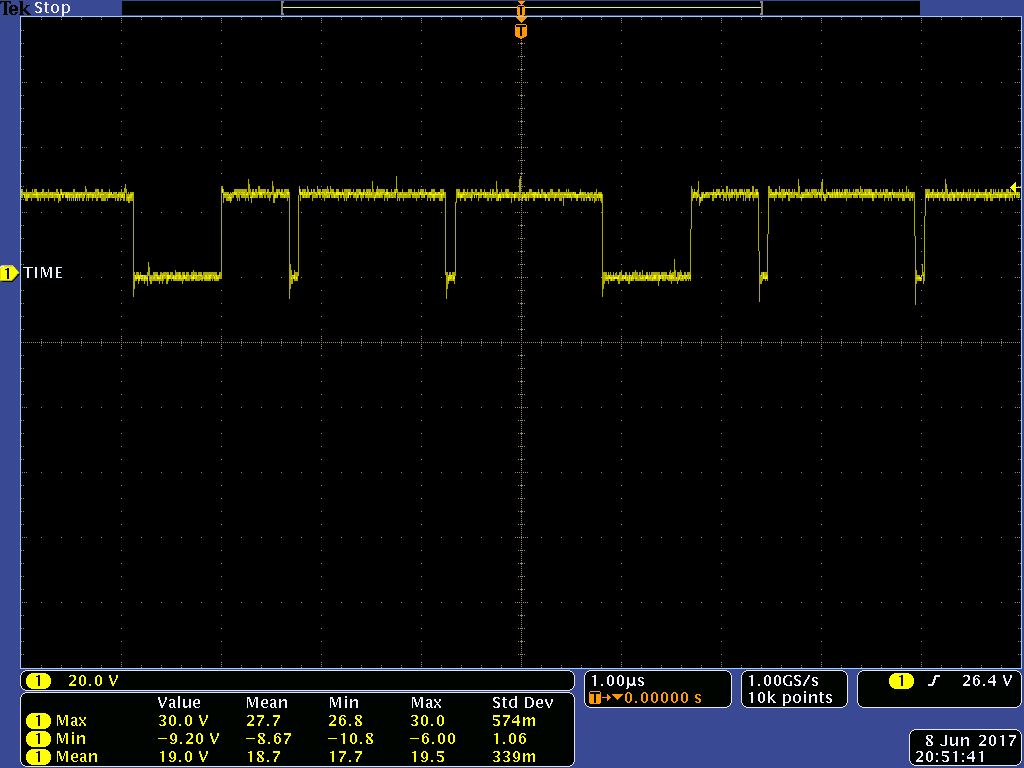 Tek Stop
T
T
1 TIME
1 20.0 V
1.00µs
T→▼0.00000 s
1.00GS/s
10k points
1 26.4 V
Value Mean Min Max Std Dev
1 Max 30.0 V 27.7 26.8 30.0 574m
1 Min −9.20 V −8.67 −10.8 −6.00 1.06
1 Mean 19.0 V 18.7 17.7 19.5 339m
8 Jun 2017
20:51:41